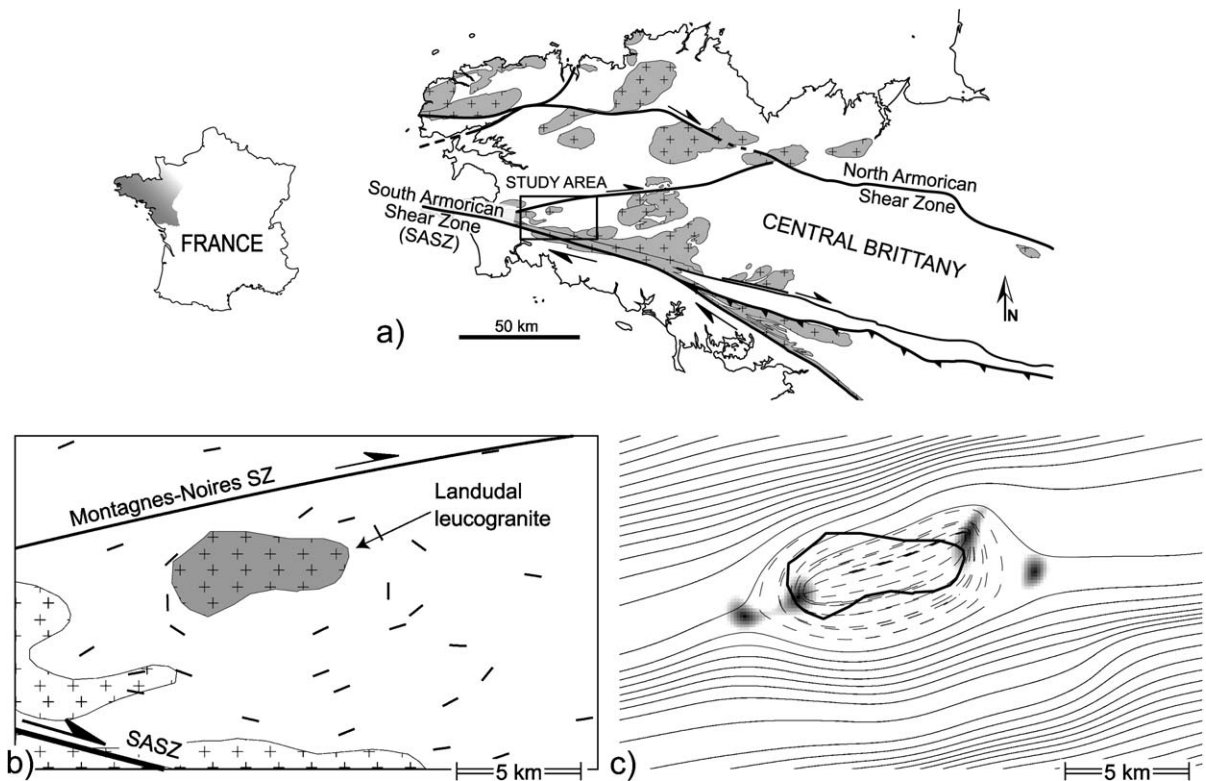 FRANCE
a)
50 km
STUDY AREA
South Armorican
Shear Zone
(SASZ)
North Armorican
Shear Zone
CENTRAL BRITTANY
N
b)
Montagnes-Noires SZ
Landudal
leucogranite
SASZ
5 km
c)
5 km